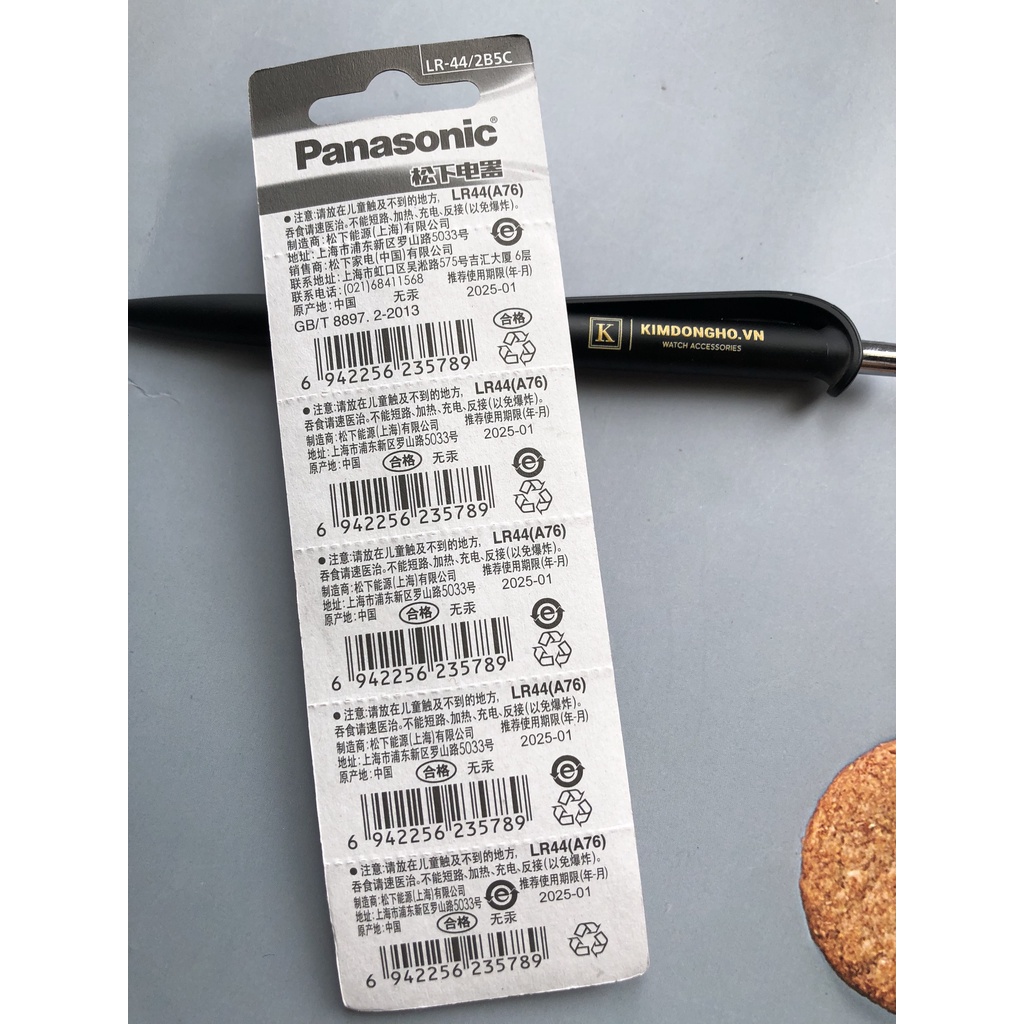 LR-44/2B5C
Panasonic®
松下电器
●注意:请放在儿童触及不到的地方, LR44(A76)
吞食请速医治。不能短路、加热、充电、反接(以免爆炸)。
制造商:松下能源(上海)有限公司
地址:上海市浦东新区罗山路5033号
销售商:松下家电(中国)有限公司
联系地址:上海市虹口区吴淞路575号吉汇大厦 6层
联系电话:(021)68411568 推荐使用期限(年-月)
原产地:中国 无汞 2025-01
GB/T 8897. 2-2013
合格
6 942256 235789
K KIMDONGHO.VN
WATCH ACCESSORIES
●注意:请放在儿童触及不到的地方, LR44(A76)
吞食请速医治。不能短路、加热、充电、反接(以免爆炸)。
制造商:松下能源(上海)有限公司 推荐使用期限(年-月)
地址:上海市浦东新区罗山路5033号 2025-01
原产地:中国 合格 无汞
6 942256 235789
●注意:请放在儿童触及不到的地方, LR44(A76)
吞食请速医治。不能短路、加热、充电、反接(以免爆炸)。
制造商:松下能源(上海)有限公司 推荐使用期限(年-月)
地址:上海市浦东新区罗山路5033号 2025-01
原产地:中国 合格 无汞
6 942256 235789
●注意:请放在儿童触及不到的地方, LR44(A76)
吞食请速医治。不能短路、加热、充电、反接(以免爆炸)。
制造商:松下能源(上海)有限公司 推荐使用期限(年-月)
地址:上海市浦东新区罗山路5033号 2025-01
原产地:中国 合格 无汞
6 942256 235789
●注意:请放在儿童触及不到的地方, LR44(A76)
吞食请速医治。不能短路、加热、充电、反接(以免爆炸)。
制造商:松下能源(上海)有限公司 推荐使用期限(年-月)
地址:上海市浦东新区罗山路5033号 2025-01
原产地:中国 合格 无汞
6 942256 235789